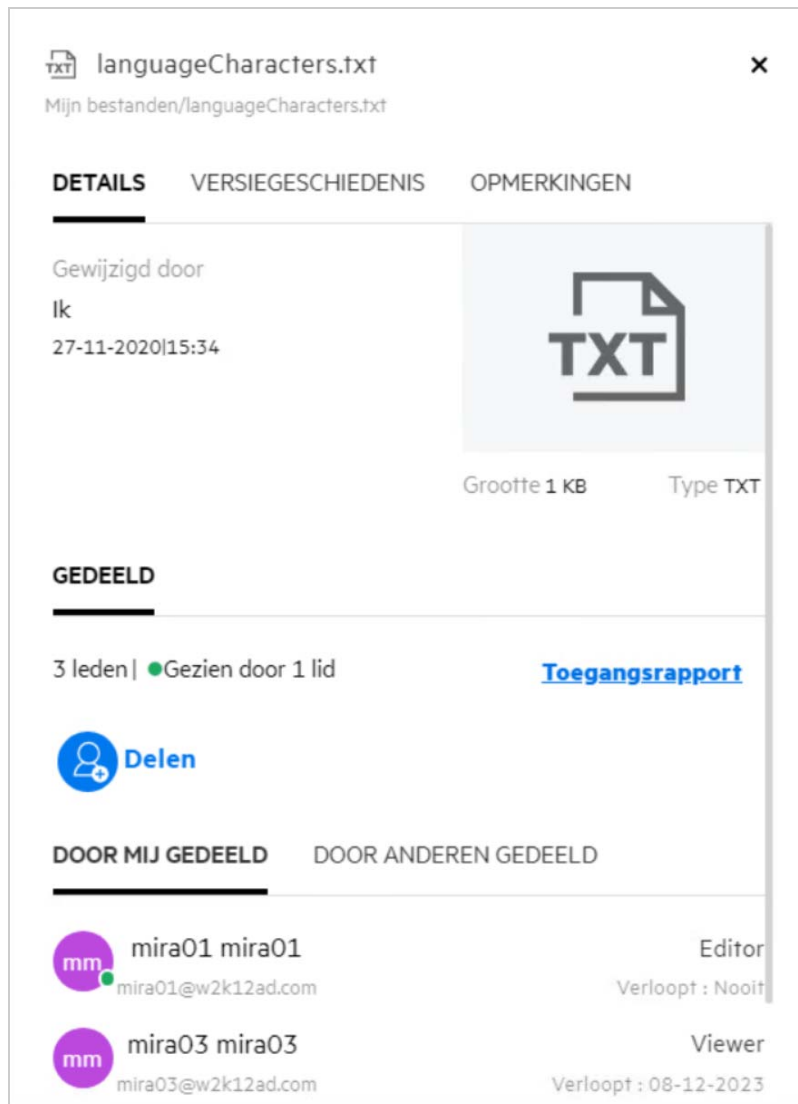 TXT languageCharacters.txt
Mijn bestanden/languageCharacters.txt
DETAILS VERSIEGESCHIEDENIS OPMERKINGEN
Gewijzigd door
Ik
27-11-2020|15:34
TXT
Grootte 1 KB Type TXT
GEDEELD
3 leden| Gezien door 1 lid Toegangsrapport
Delen
DOOR MIJ GEDEELD DOOR ANDEREN GEDEELD
mm mira01 mira01 Editor
mira01@w2k12ad.com Verloopt : Nooit
mm mira03 mira03 Viewer
mira03@w2k12ad.com Verloopt : 08-12-2023